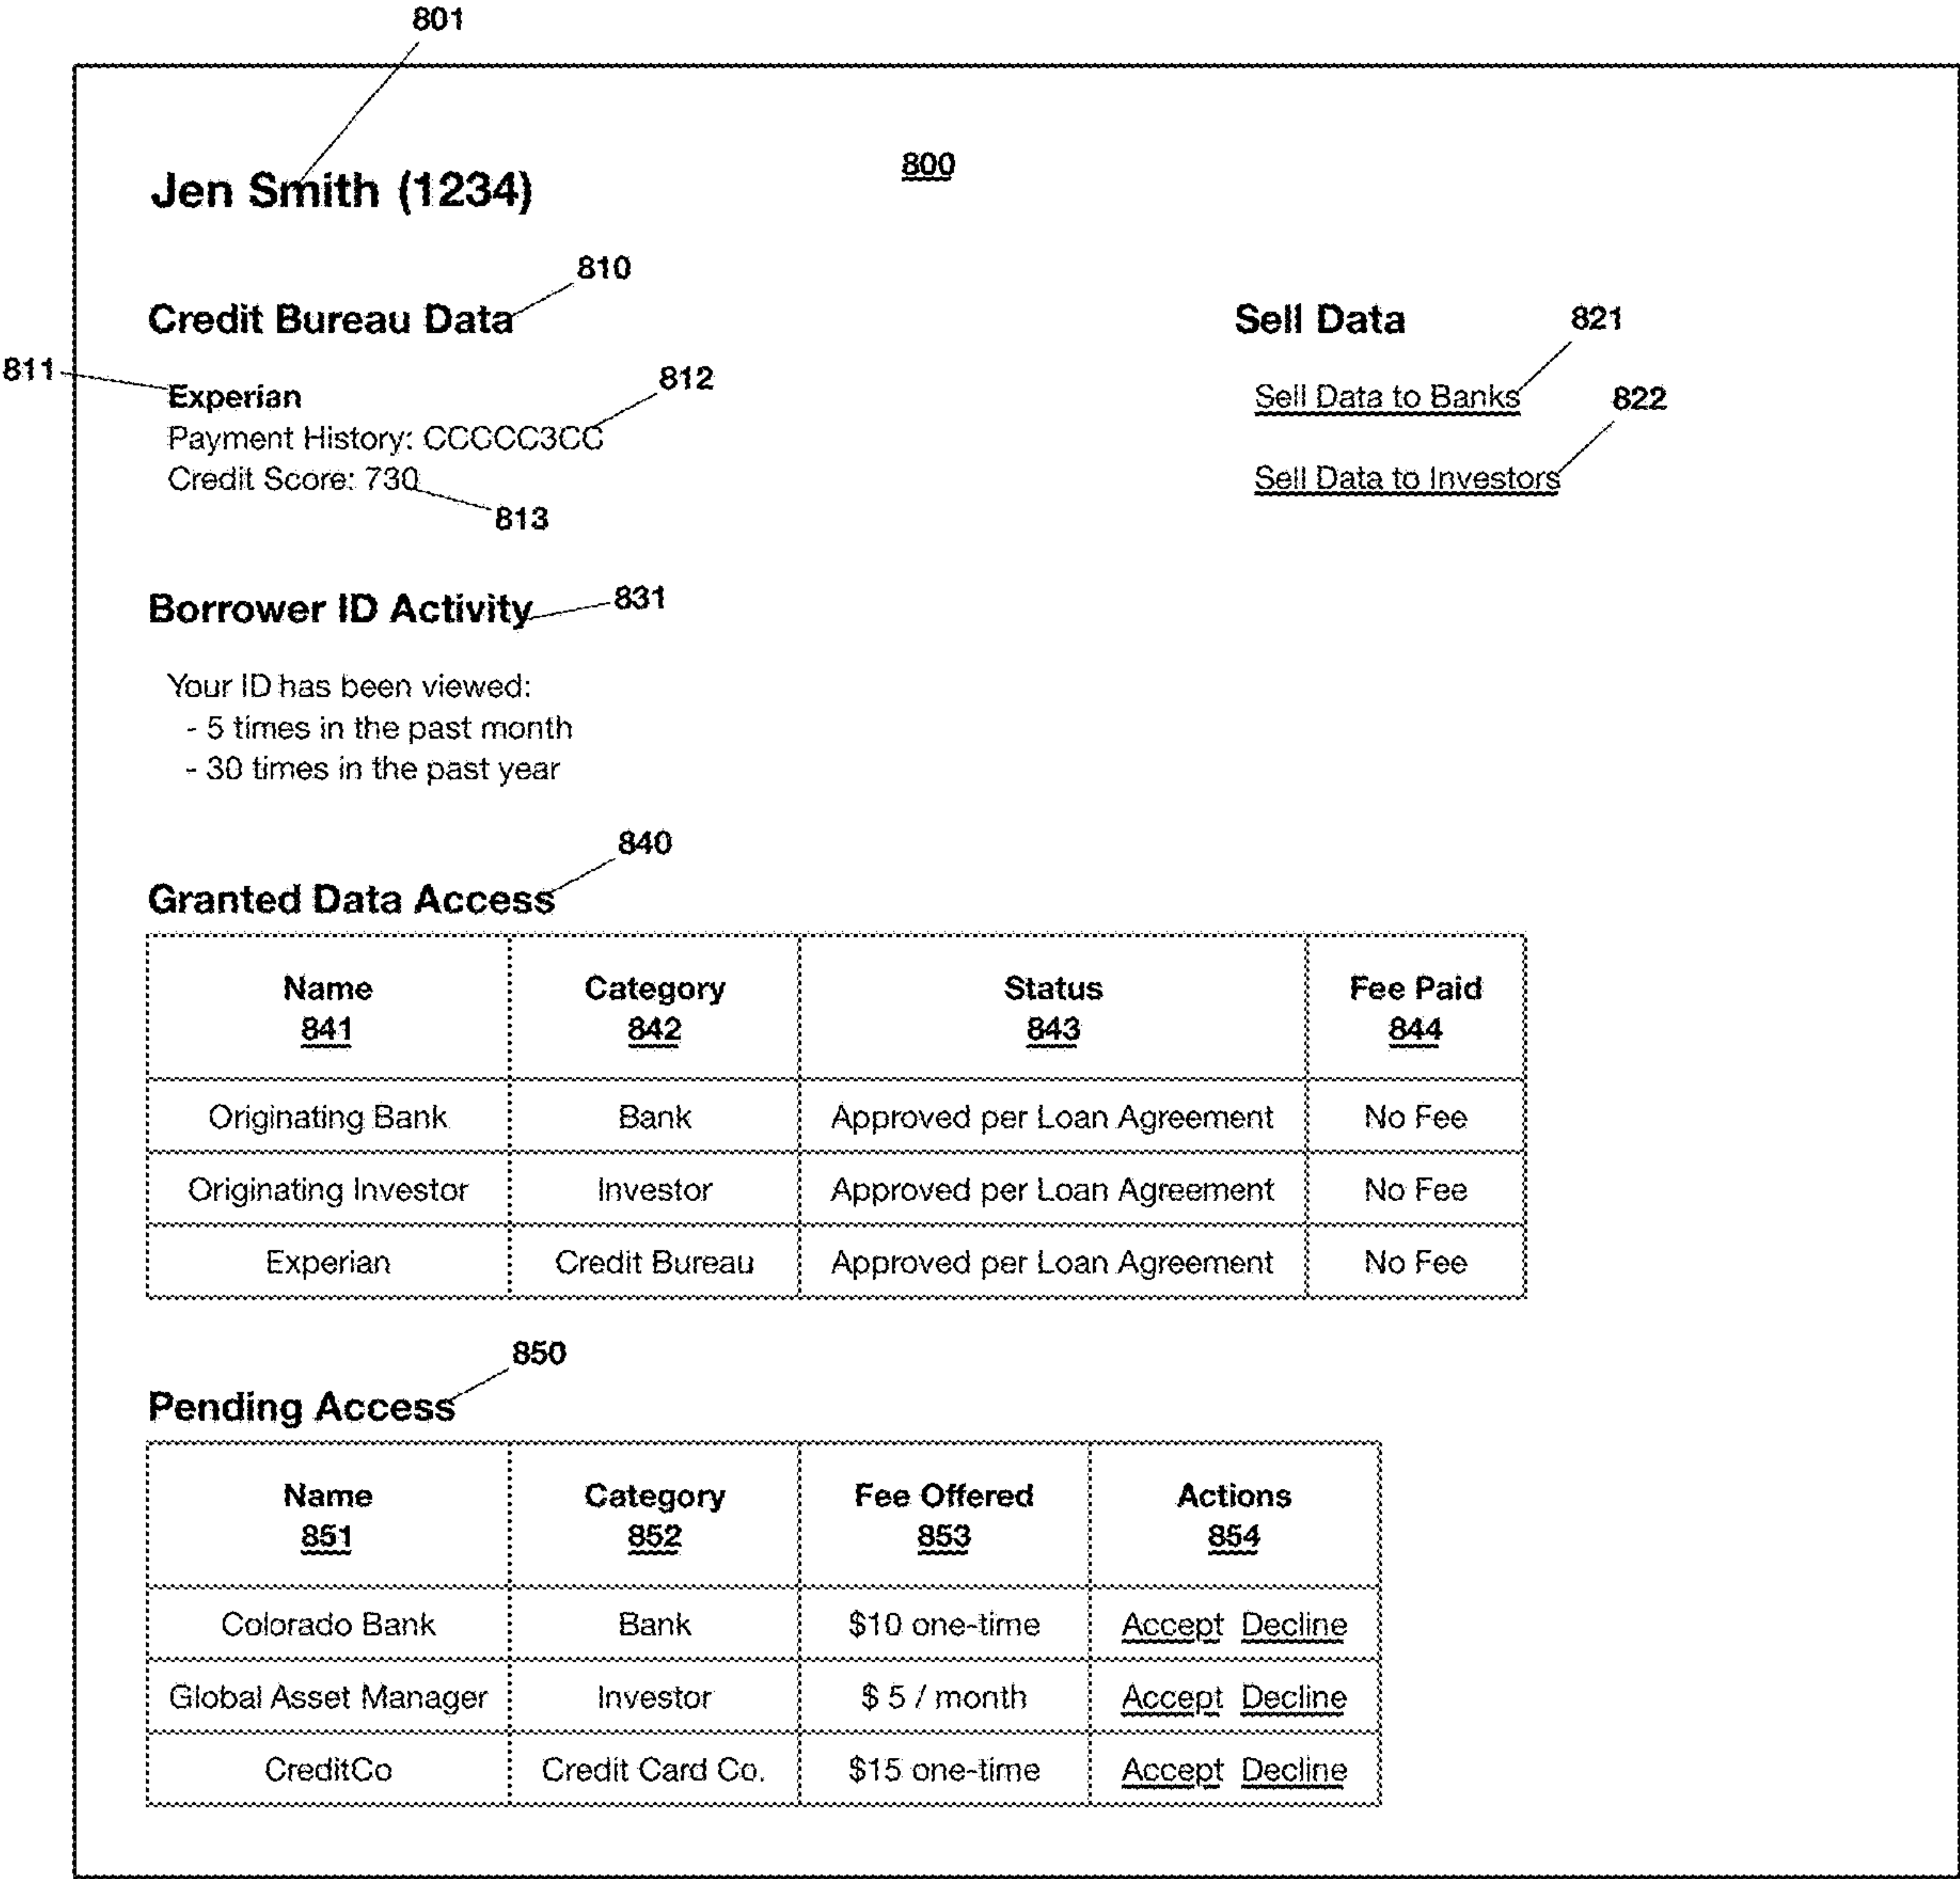 801
800
Jen Smith (1234)
810
Credit Bureau Data
811
Experian
812
Payment History: CCCCC3CC
Credit Score: 730
813
Sell Data
821
Sell Data to Banks
822
Sell Data to Investors
Borrower ID Activity
831
Your ID has been viewed:
- 5 times in the past month
- 30 times in the past year
840
Granted Data Access
Name Category Status Fee Paid
841 842 843 844
Originating Bank Bank Approved per Loan Agreement No Fee
Originating Investor Investor Approved per Loan Agreement No Fee
Experian Credit Bureau Approved per Loan Agreement No Fee
850
Pending Access
Name Category Fee Offered Actions
851 852 853 854
Colorado Bank Bank $10 one-time Accept Decline
Global Asset Manager Investor $ 5 / month Accept Decline
CreditCo Credit Card Co. $15 one-time Accept Decline